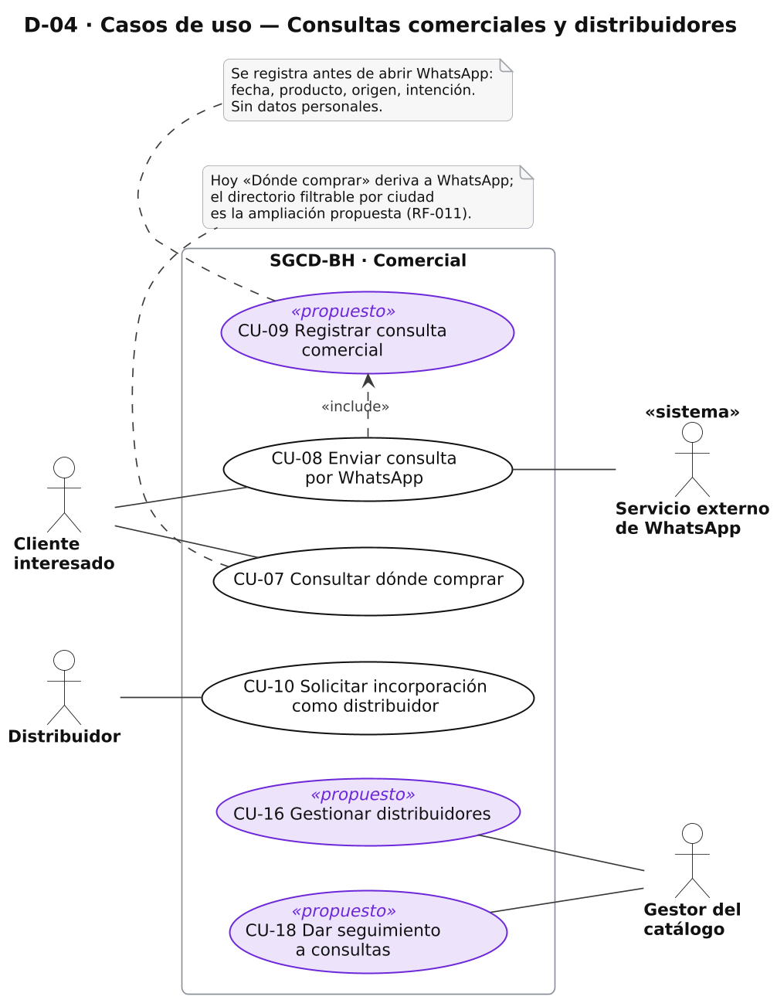 D-04 · Casos de uso — Consultas comerciales y distribuidores
Se registra antes de abrir WhatsApp:
fecha, producto, origen, intención.
Sin datos personales.
Hoy «Dónde comprar» deriva a WhatsApp;
el directorio filtrable por ciudad
es la ampliación propuesta (RF-011).
SGCD-BH · Comercial
«propuesto»
CU-09 Registrar consulta
comercial
«include»
CU-08 Enviar consulta
por WhatsApp
«sistema»
Servicio externo
de WhatsApp
Cliente
interesado
CU-07 Consultar dónde comprar
CU-10 Solicitar incorporación
como distribuidor
Distribuidor
«propuesto»
CU-16 Gestionar distribuidores
«propuesto»
CU-18 Dar seguimiento
a consultas
Gestor del
catálogo